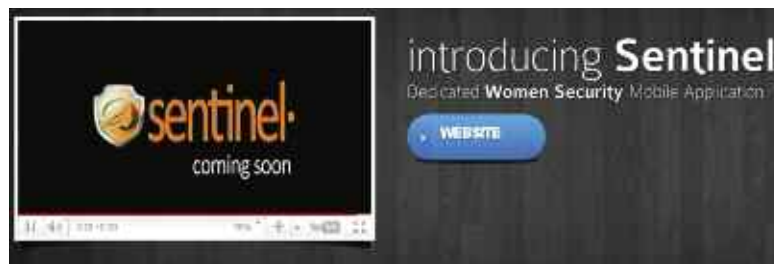 sentinel
coming soon
introducing Sentinel
Dedicated Women Security Mobile Application
WEBSITE